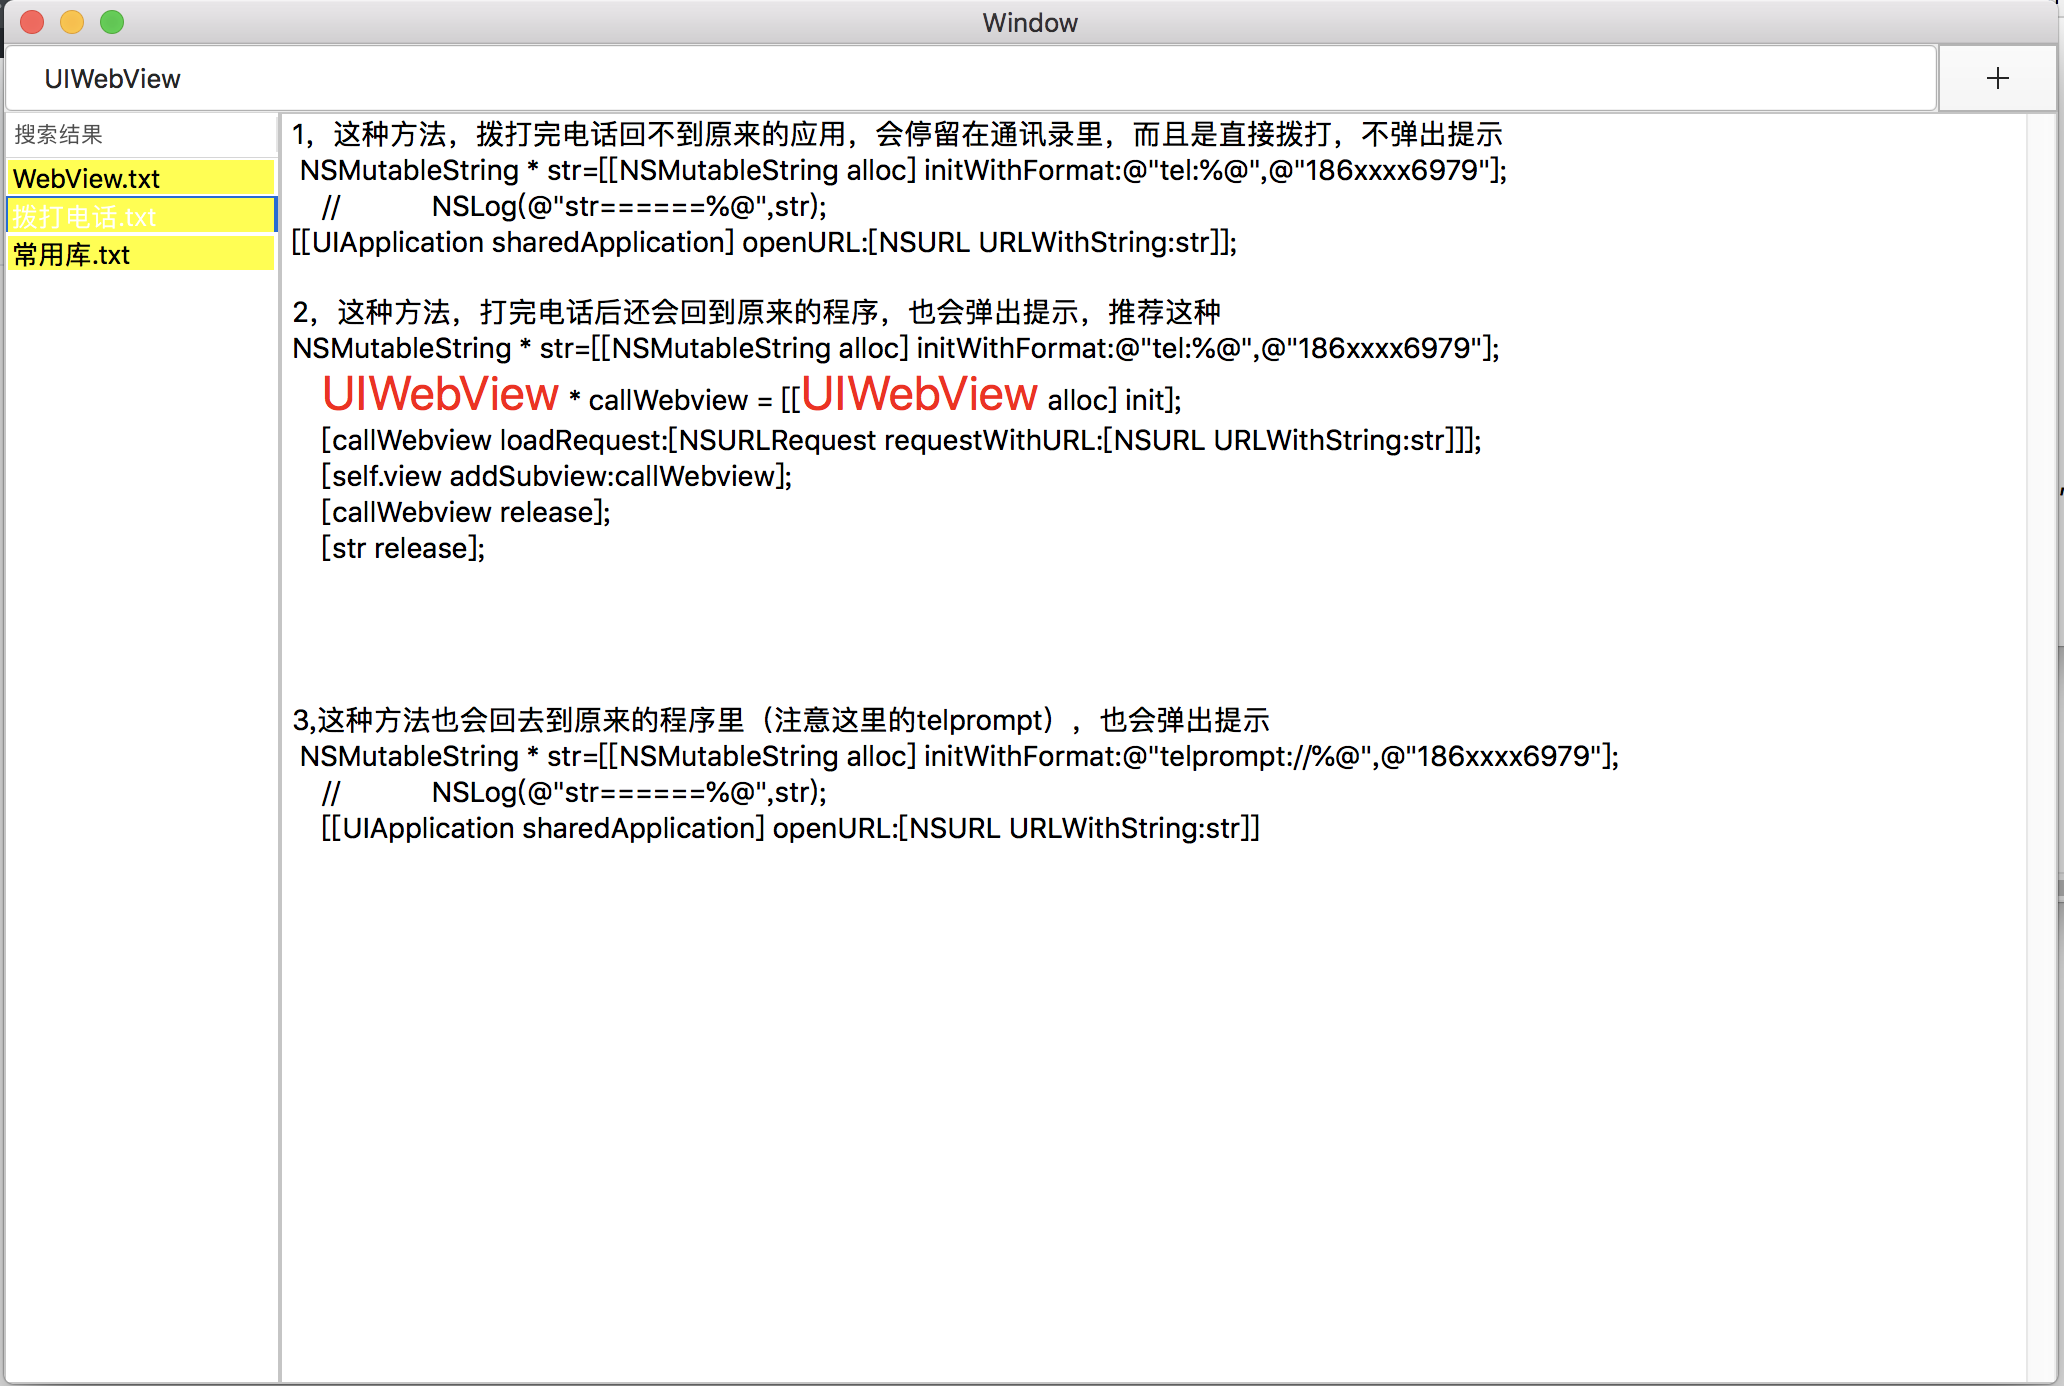 Window
UIWebView
+
搜索结果
WebView.txt
拨打电话.txt
常用库.txt
1，这种方法，拨打完电话回不到原来的应用，会停留在通讯录里，而且是直接拨打，不弹出提示
NSMutableString * str=[[NSMutableString alloc] initWithFormat:@"tel:%@",@"186xxxx6979"];
//            NSLog(@"str======%@",str);
[[UIApplication sharedApplication] openURL:[NSURL URLWithString:str]];
2，这种方法，打完电话后还会回到原来的程序，也会弹出提示，推荐这种
NSMutableString * str=[[NSMutableString alloc] initWithFormat:@"tel:%@",@"186xxxx6979"];
UIWebView * callWebview = [[UIWebView alloc] init];
[callWebview loadRequest:[NSURLRequest requestWithURL:[NSURL URLWithString:str]]];
[self.view addSubview:callWebview];
[callWebview release];
[str release];
3,这种方法也会回去到原来的程序里（注意这里的telprompt），也会弹出提示
NSMutableString * str=[[NSMutableString alloc] initWithFormat:@"telprompt://%@",@"186xxxx6979"];
//            NSLog(@"str======%@",str);
[[UIApplication sharedApplication] openURL:[NSURL URLWithString:str]]